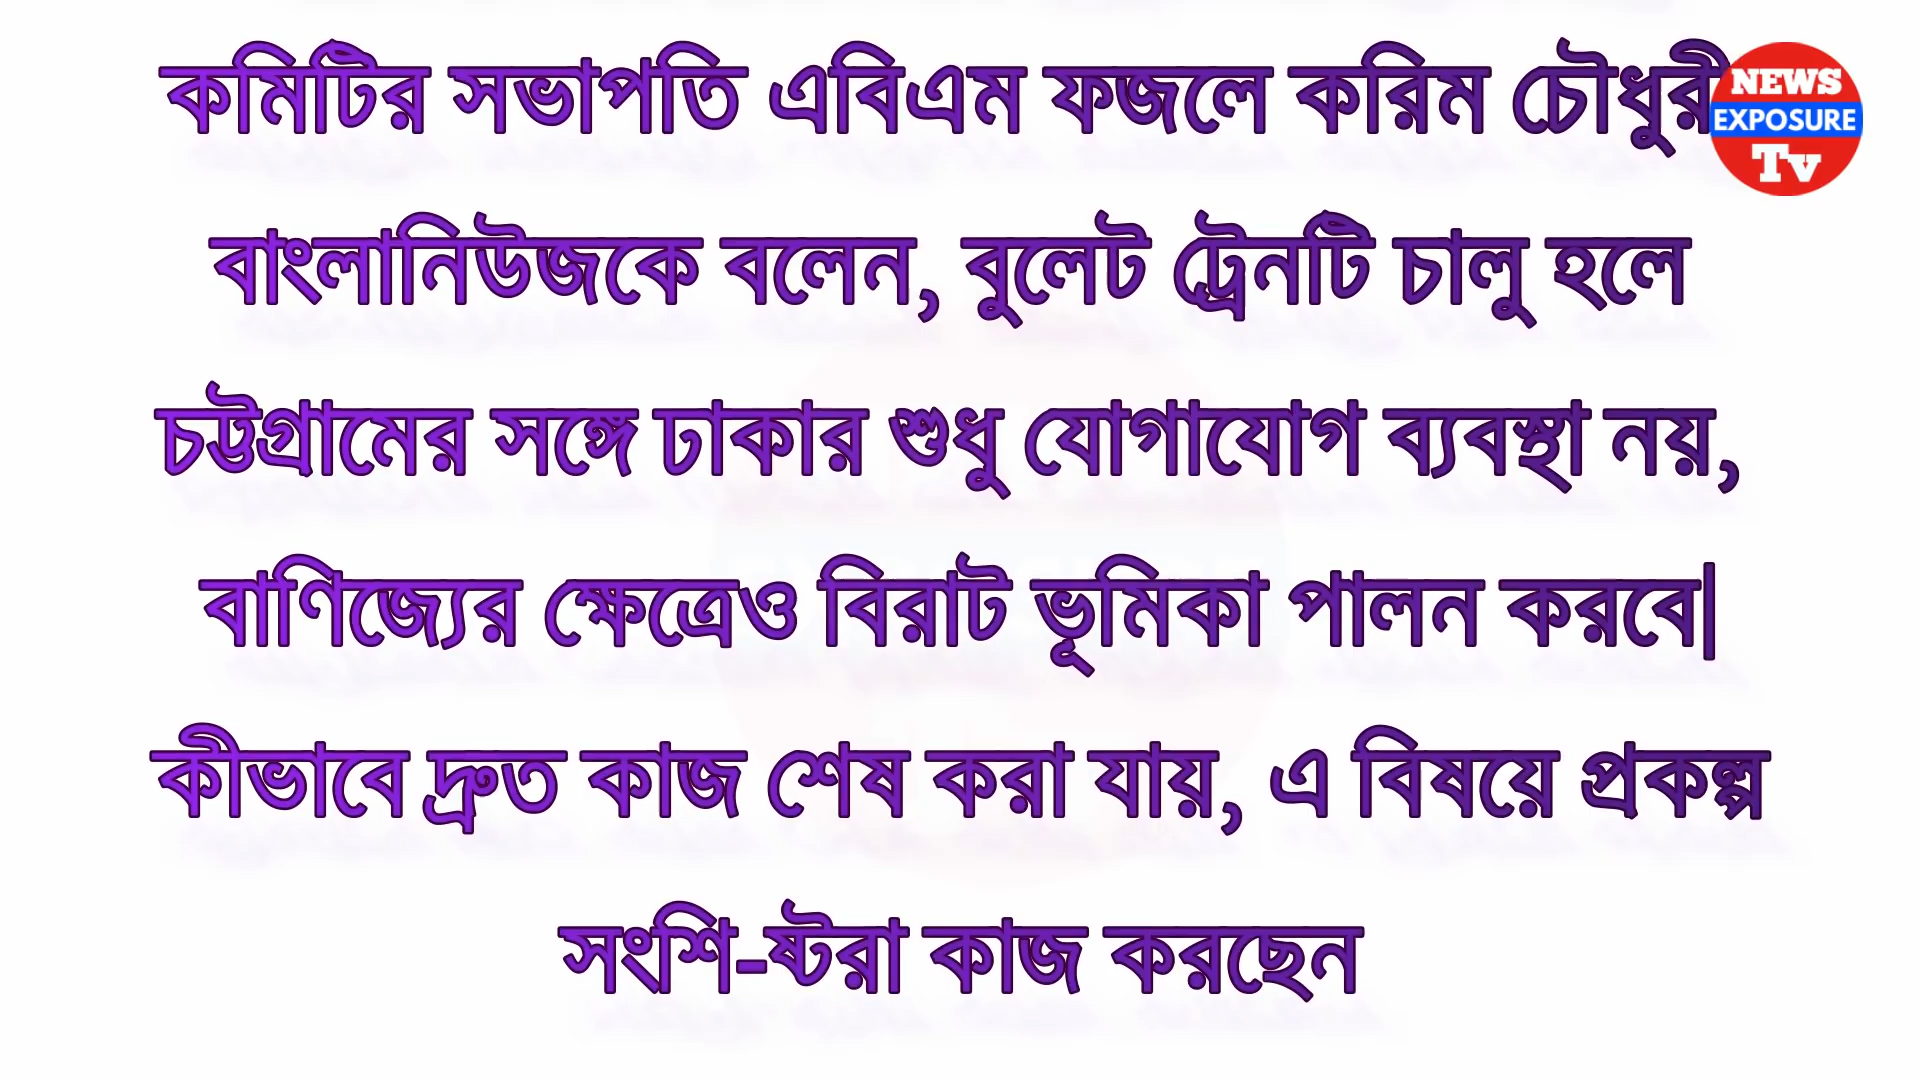 কমিটির সভাপতি এবিএম ফজলে করিম চৌধুরী
NEWS
EXPOSURE
Tv
বাংলানিউজকে বলেন, বুলেট ট্রেনটি চালু হলে
চট্টগ্রামের সঙ্গে ঢাকার শুধু যোগাযোগ ব্যবস্থা নয়,
বাণিজ্যের ক্ষেত্রেও বিরাট ভূমিকা পালন করবে|
কীভাবে দ্রুত কাজ শেষ করা যায়, এ বিষয়ে প্রকল্প
সংশি-ষ্টরা কাজ করছেন